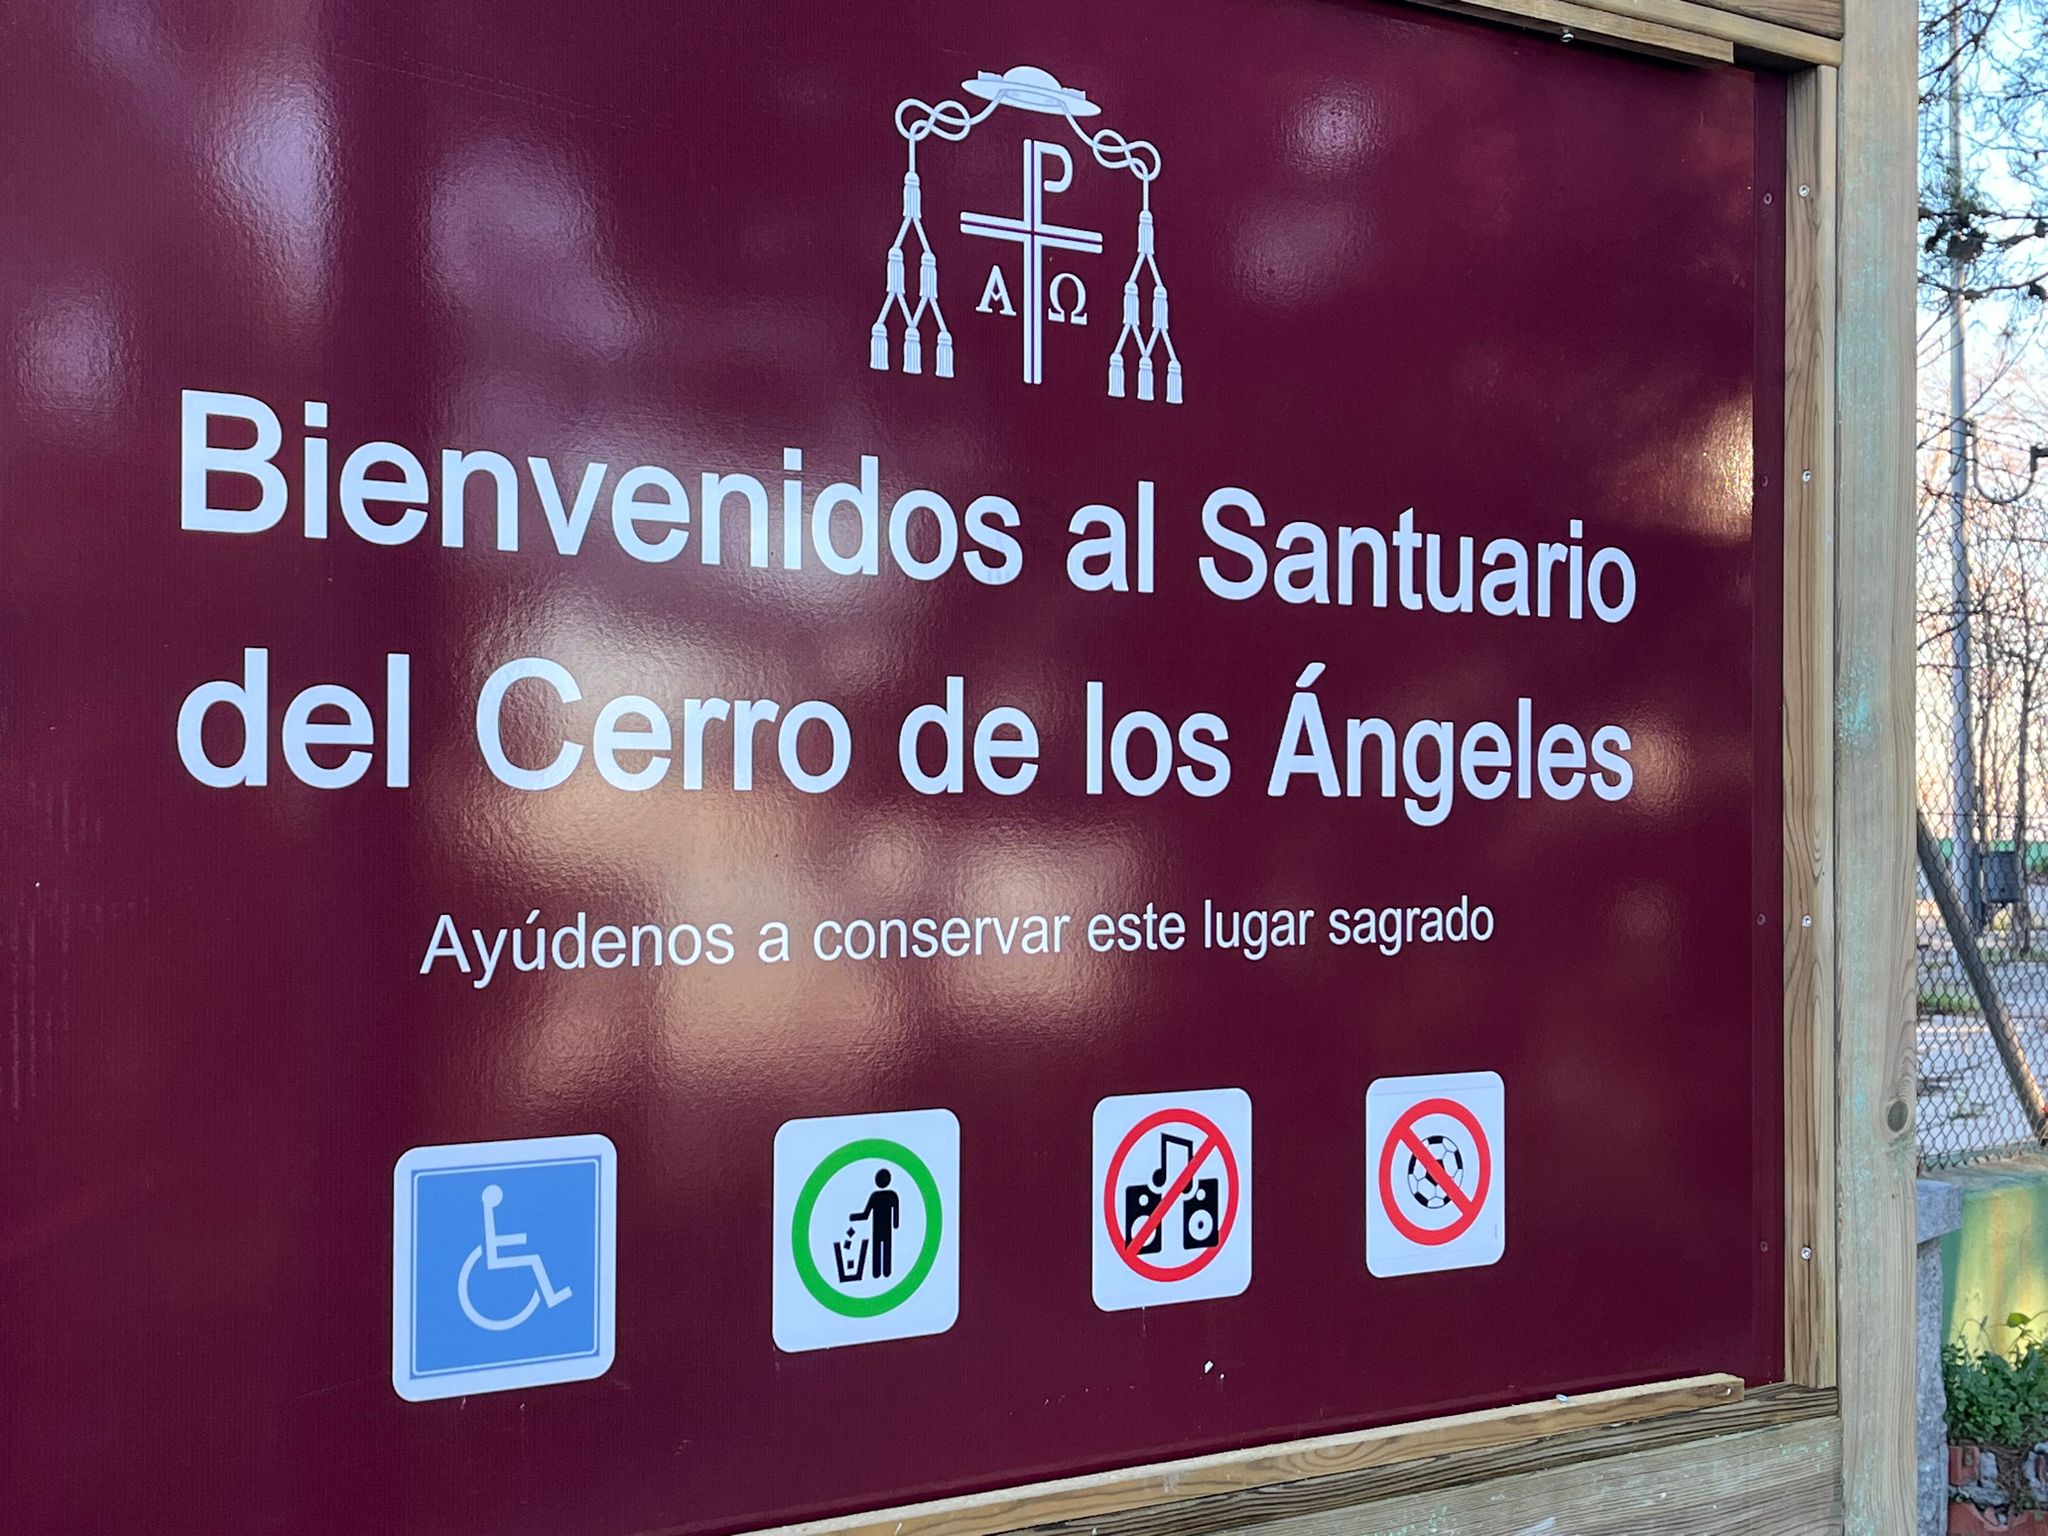 Α Ω
Bienvenidos al Santuario
del Cerro de los Ángeles
Ayúdenos a conservar este lugar sagrado